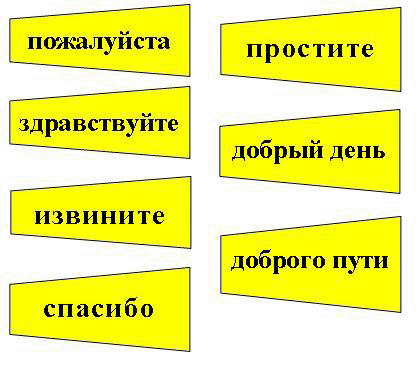 пожалуйста
здравствуйте
извините
спасибо
простите
добрый день
доброго пути